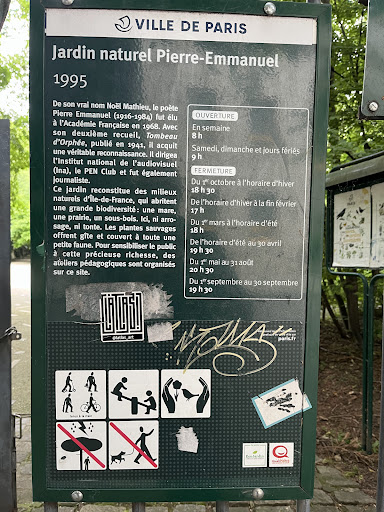 VILLE DE PARIS
Jardin naturel Pierre-Emmanuel
1995
De son vrai nom Noël Mathieu, le poète
Pierre Emmanuel (1916-1984) fut élu
à l'Académie Française en 1968. Avec
son deuxième recueil, Tombeau
d'Orphée, publié en 1941, il acquit
une véritable reconnaissance. Il dirigea
l'Institut national de l'audiovisuel
(Ina), le PEN Club et fut également
journaliste.
Ce jardin reconstitue des milieux
naturels d'Île-de-France, qui abritent
une grande biodiversité : une mare,
une prairie, un sous-bois. Ici, ni arro-
sage, ni tonte. Les plantes sauvages
offrent gîte et couvert à toute une
petite faune. Pour sensibiliser le public
à cette précieuse richesse, des
ateliers pédagogiques sont organisés
sur ce site.
OUVERTURE
En semaine
8 h
Samedi, dimanche et jours fériés
9 h
FERMETURE
Du 1er octobre à l'horaire d'hiver
18 h 30
De l'horaire d'hiver à la fin février
17 h
Du 1er mars à l'horaire d'été
18 h
De l'horaire d'été au 30 avril
19 h 30
Du 1er mai au 31 août
20 h 30
Du 1er septembre au 30 septembre
19 h 30
paris.fr